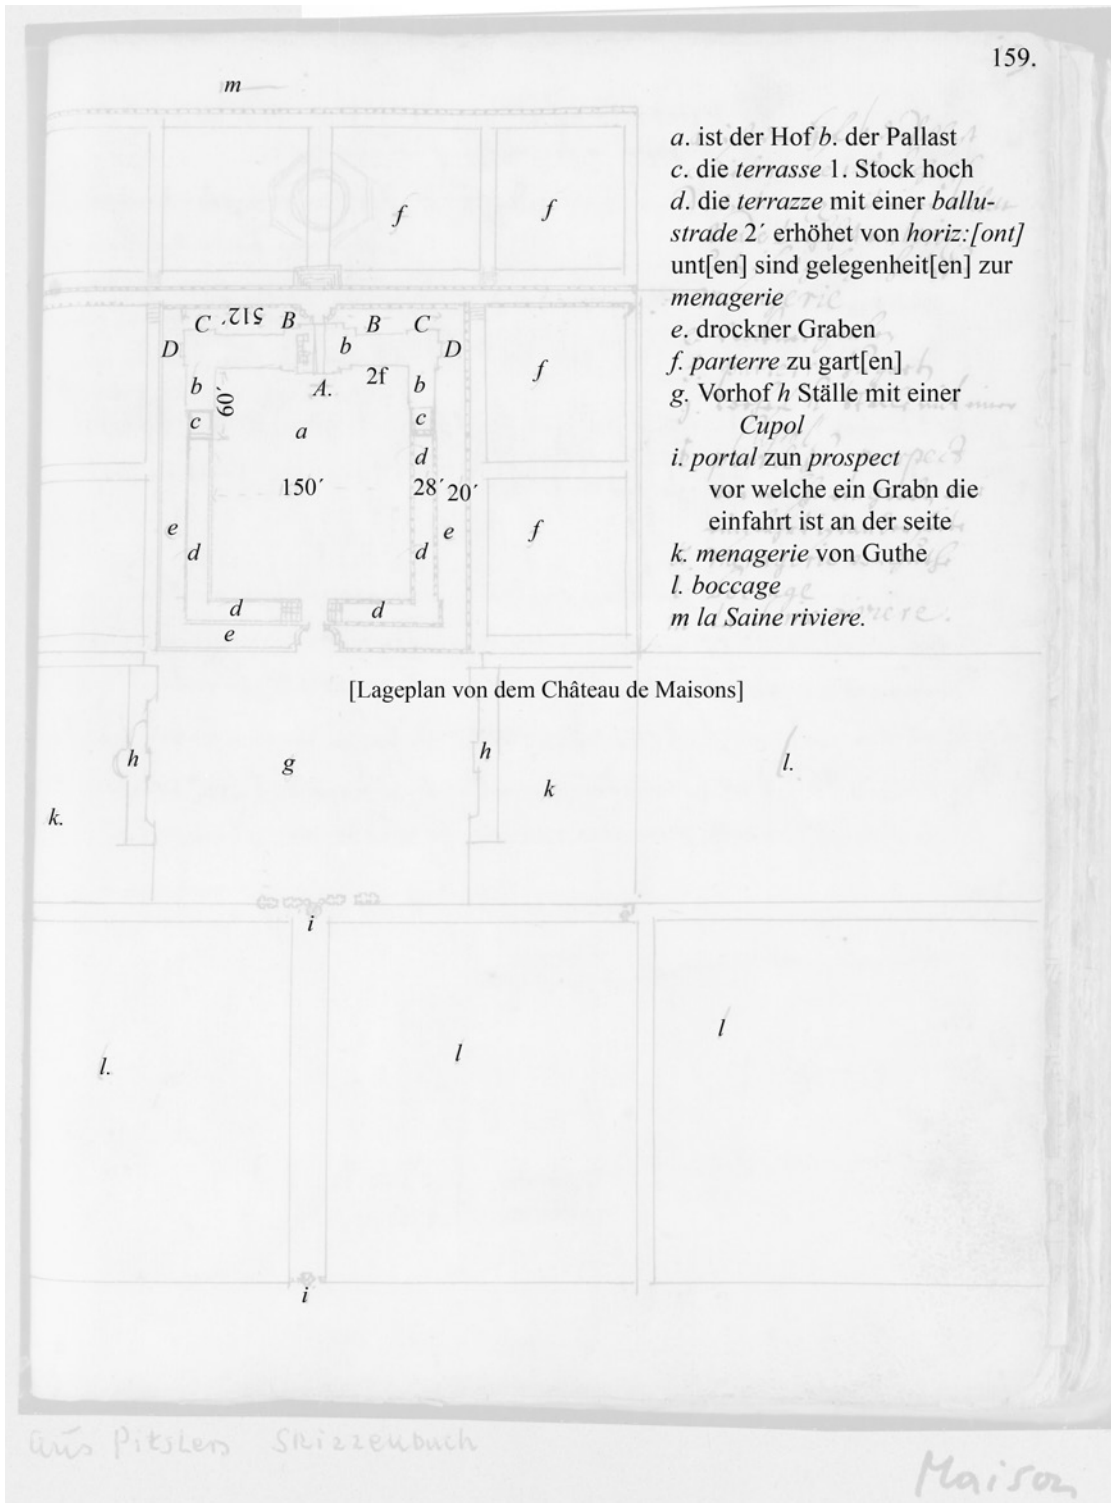 159.
m
a. ist der Hof b. der Pallast
c. die terrasse 1. Stock hoch
d. die terrazze mit einer ballu-
strade 2´ erhöhet von horiz:[ont]
unt[en] sind gelegenheit[en] zur
menagerie
e. drockner Graben
f. parterre zu gart[en]
g. Vorhof h Ställe mit einer
Cupol
i. portal zun prospect
vor welche ein Grabn die
einfahrt ist an der seite
k. menagerie von Guthe
l. boccage
m la Saine riviere.
f f
C 512´ B B C
D b D
f
b 60´ A. 2f b
c a c
d
150´ 28´ 20´
e e f
d d
d d
e
[Lageplan von dem Château de Maisons]
h g h l.
k. k
i
l. l l
i
aus Pitzlers Skizzenbuch
Maison